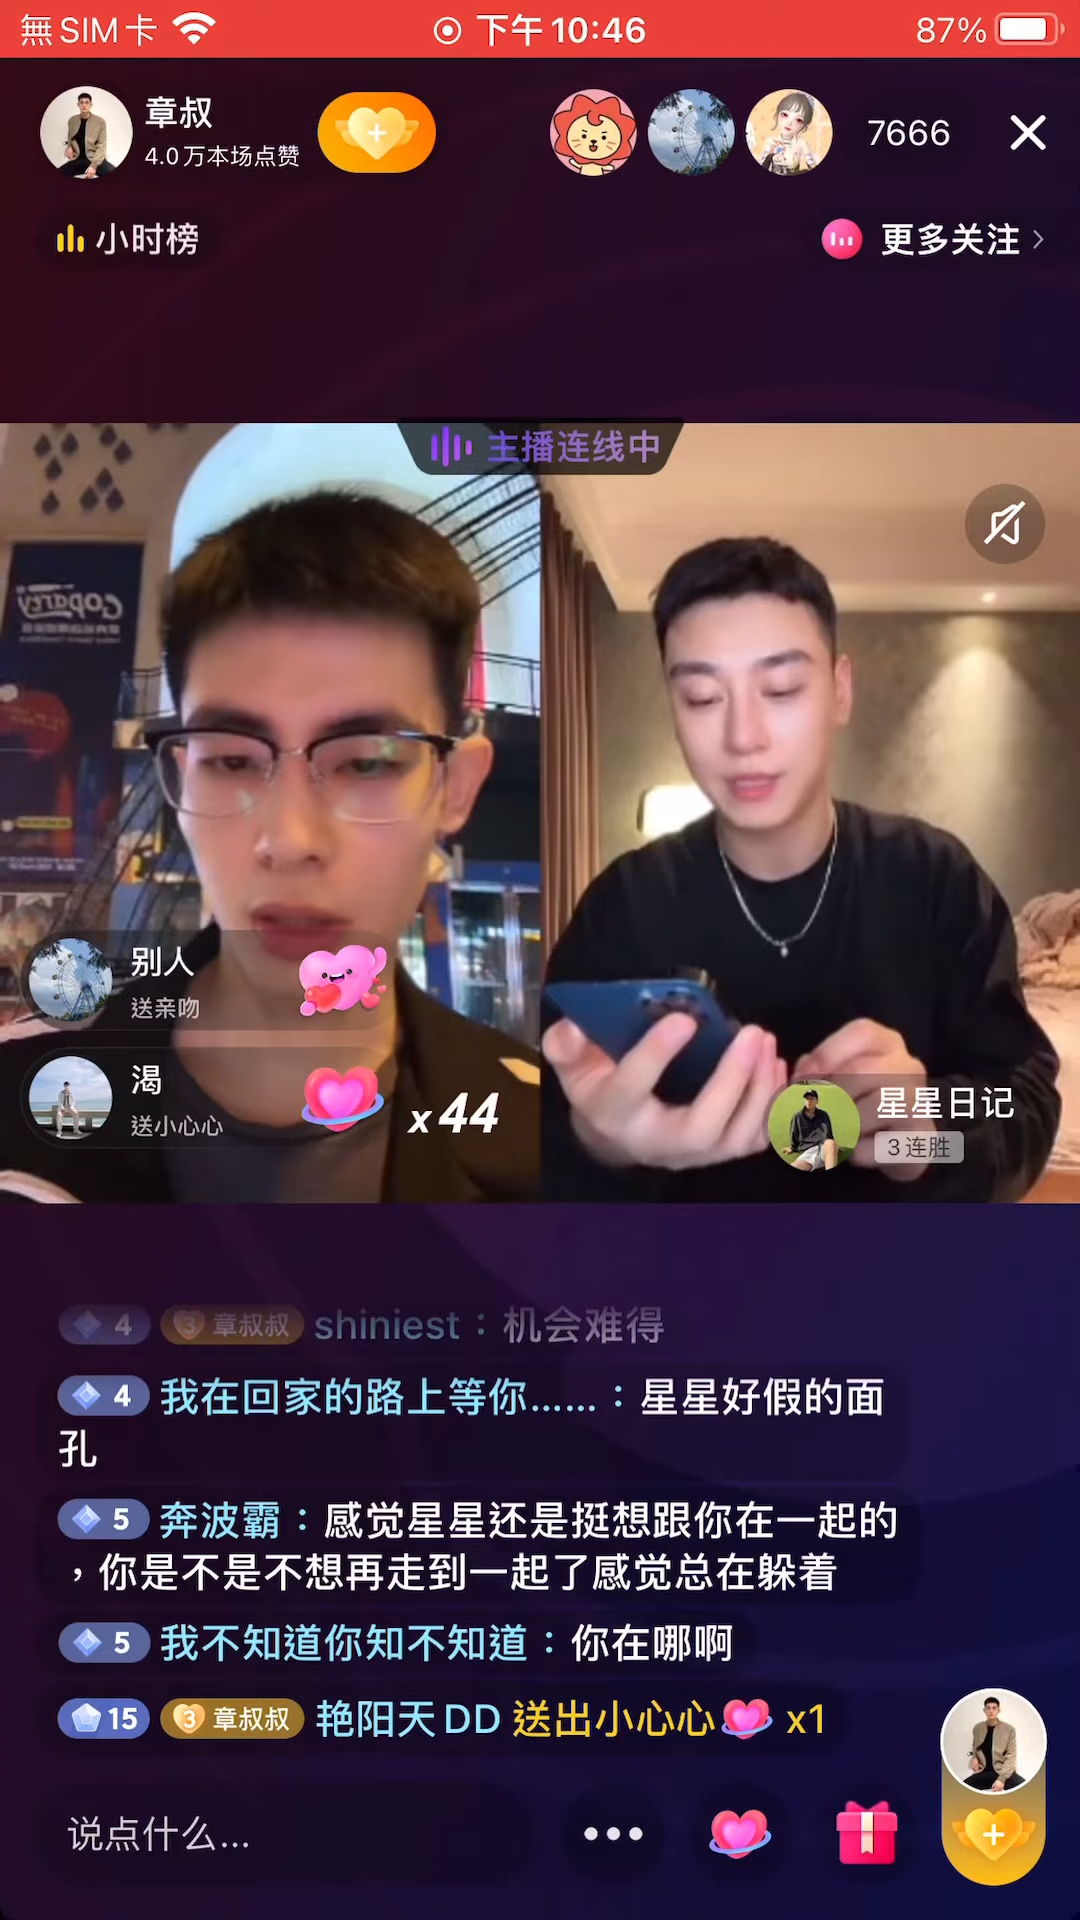 無SIM卡
下午10:46
87%
章叔
4.0万本场点赞
7666
小时榜
更多关注
主播连线中
Coparty
别人
送亲吻
渴
送小心心
x44
星星日记
3连胜
4 3 章叔叔 shiniest：机会难得
4 我在回家的路上等你……：星星好假的面
孔
5 奔波霸：感觉星星还是挺想跟你在一起的
，你是不是不想再走到一起了感觉总在躲着
5 我不知道你知不知道：你在哪啊
15 3 章叔叔 艳阳天DD 送出小心心 x1
说点什么...